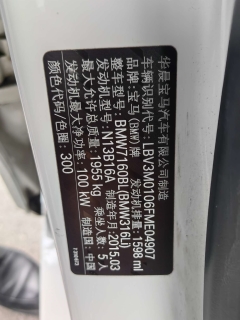 华晨宝马汽车有限公司制造
车辆识别代号: LBV3M0106FME04907
品牌: 宝马(BMW)牌 发动机排量: 1598 ml
整车型号: BMW7160BL(BMW316Li)
发动机型号: N13B16A 制造年月: 2015.03
最大允许总质量: 1955 kg 乘坐人数: 5人
发动机最大净功率: 100 kW 制造国: 中国
颜色代码/色圈: 300